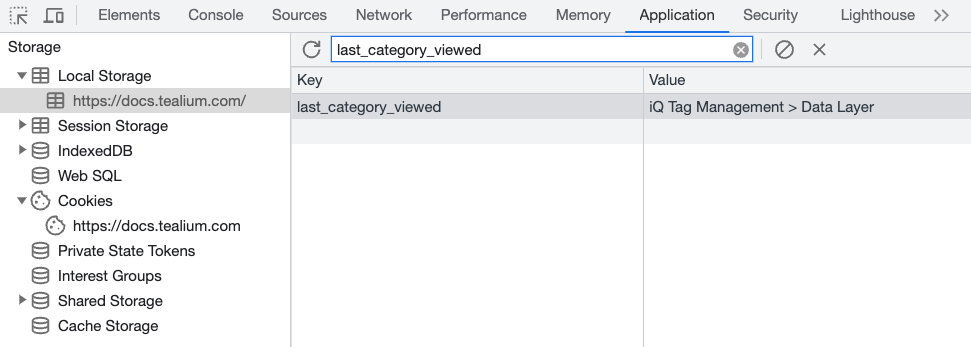 Elements Console Sources Network Performance Memory Application Security Lighthouse
Storage
Local Storage
https://docs.tealium.com/
Session Storage
IndexedDB
Web SQL
Cookies
https://docs.tealium.com
Private State Tokens
Interest Groups
Shared Storage
Cache Storage
last_category_viewed
Key Value
last_category_viewed iQ Tag Management > Data Layer